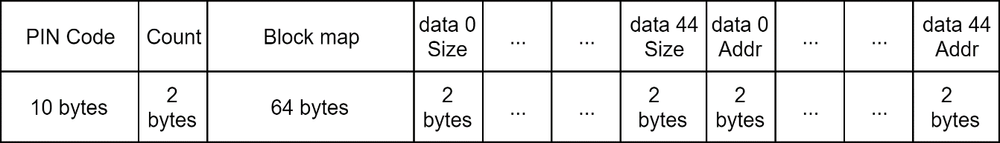 PIN Code
Count
Block map
data 0
Size
...
...
data 44
Size
data 0
Addr
...
...
data 44
Addr
10 bytes
2
bytes
64 bytes
2
bytes
...
...
2
bytes
2
bytes
...
...
2
bytes